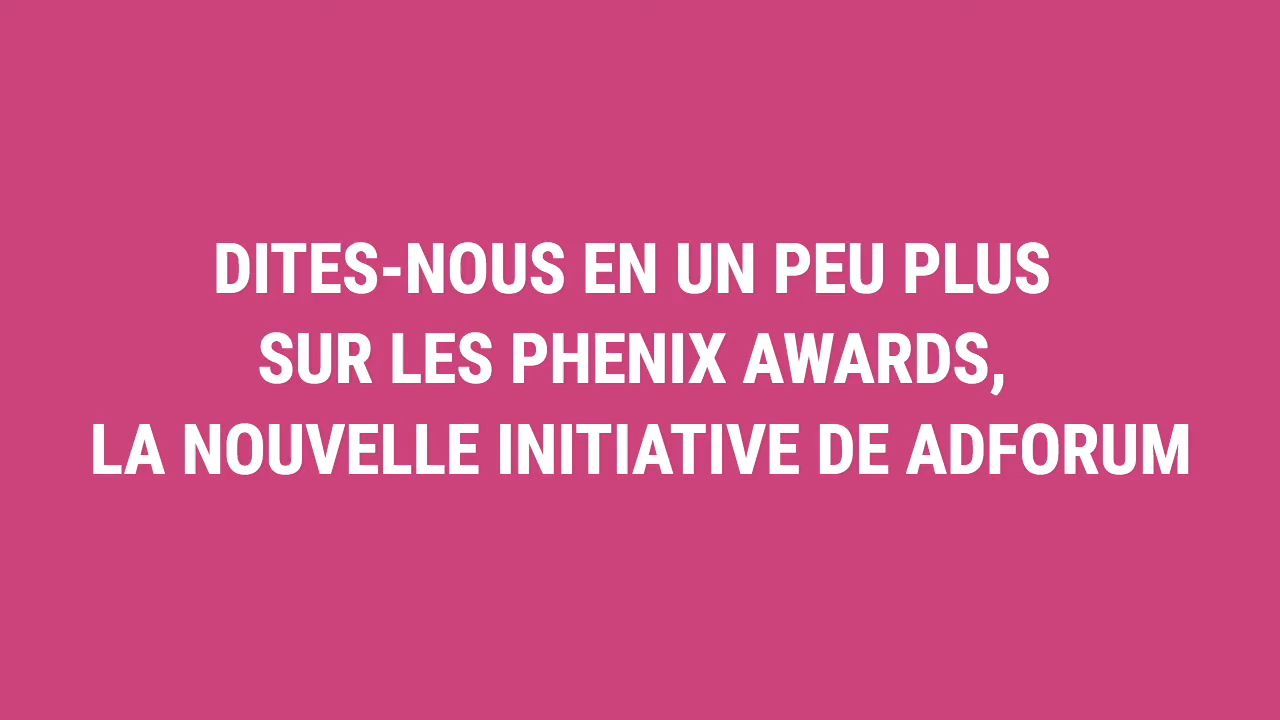 DITES-NOUS EN UN PEU PLUS
SUR LES PHENIX AWARDS,
LA NOUVELLE INITIATIVE DE ADFORUM